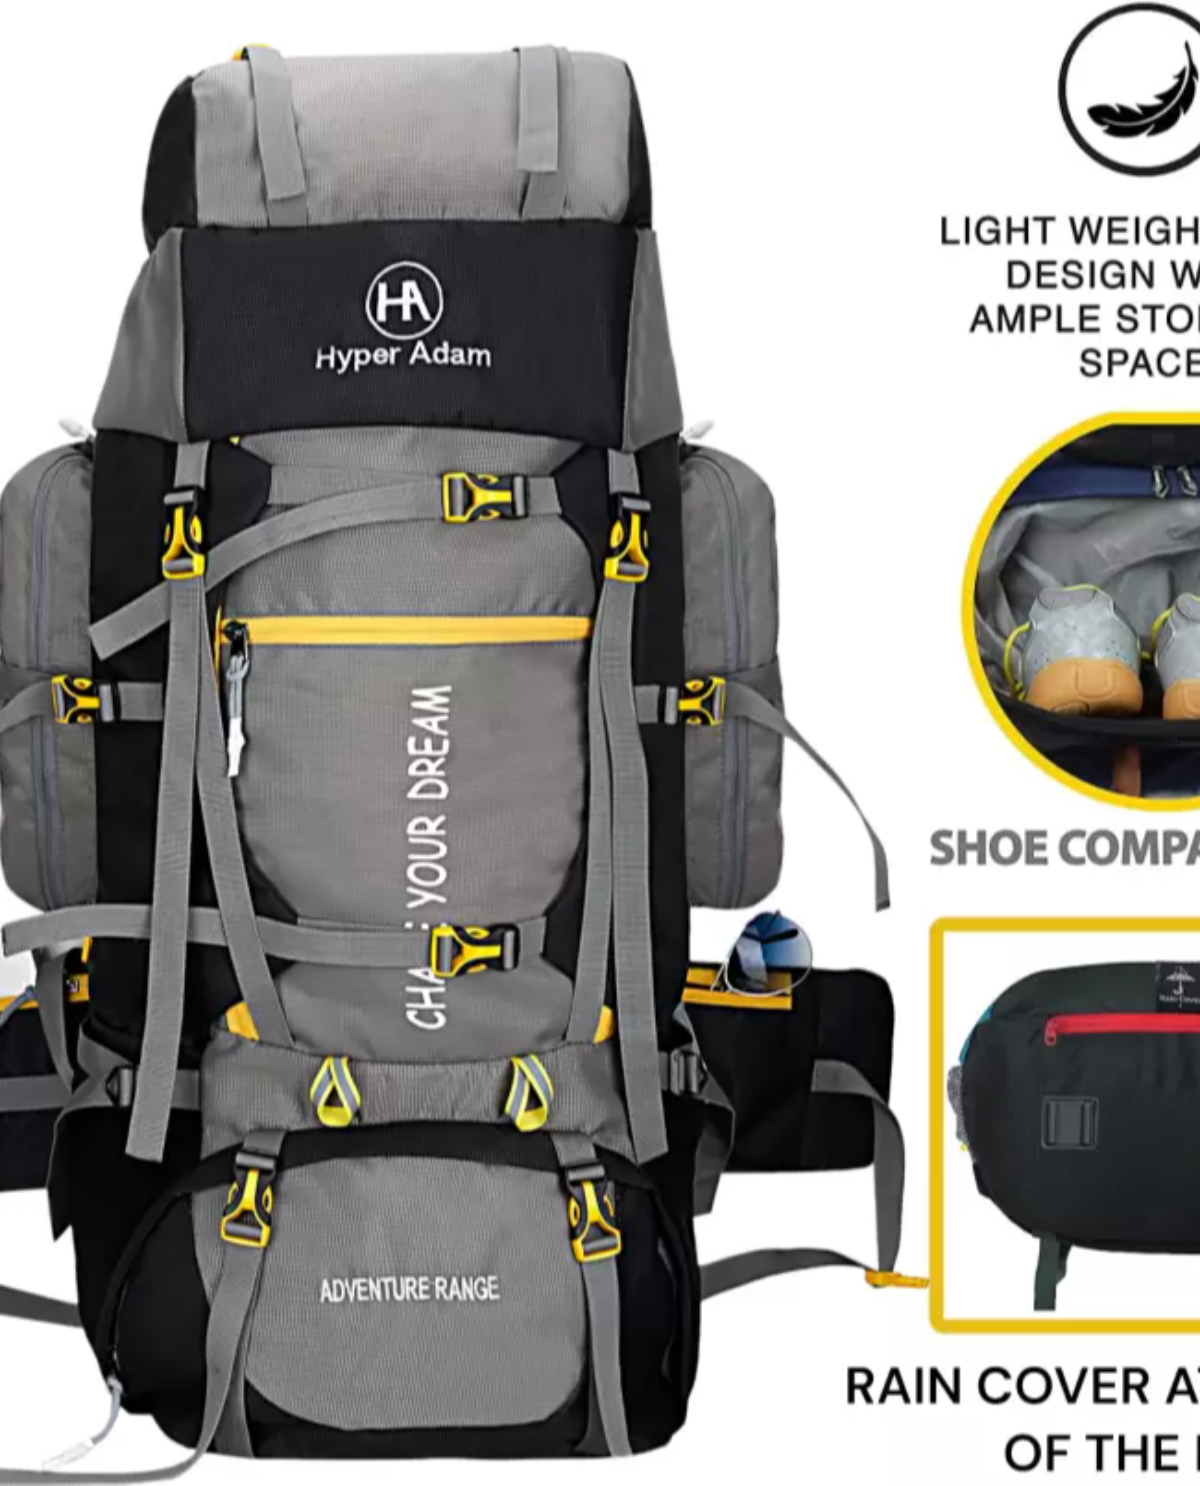 HA
Hyper Adam
CHA YOUR DREAM
ADVENTURE RANGE
LIGHT WEIGH
DESIGN W
AMPLE STO
SPACE
SHOE COMPA
RAIN COVER A
OF THE